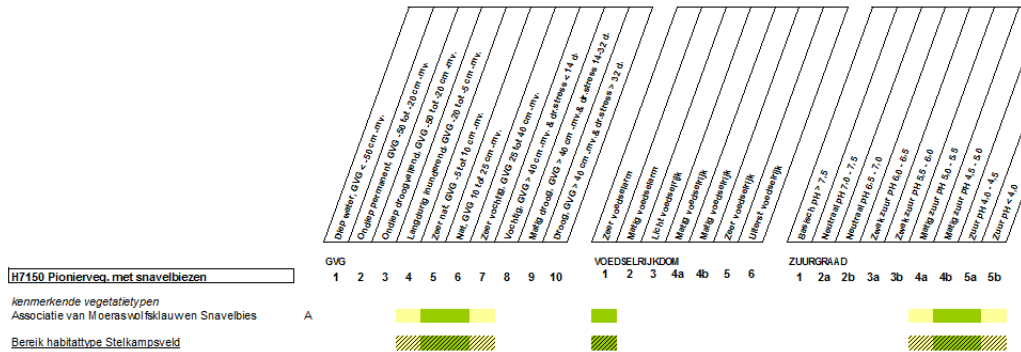 Diep water, GVG < -50 cm -mv.
Ondiep permanent, GVG -50 tot -20 cm -mv.
Ondiep droogvallend, GVG -50 tot -20 cm -mv.
Langdurig inunderend, GVG -20 tot -5 cm -mv.
Zeer nat, GVG -5 tot 10 cm -mv.
Nat, GVG 10 tot 25 cm -mv.
Zeer vochtig, GVG 25 tot 40 cm -mv.
Vochtig, GVG > 40 cm -mv. & dr.stress < 14 d.
Matig droog, GVG > 40 cm -mv. & dr.stress 14-32 d.
Droog, GVG > 40 cm -mv. & dr.stress > 32 d.
Zeer voedselarm
Matig voedselarm
Licht voedselrijk
Matig voedselrijk
Matig voedselrijk
Zeer voedselrijk
Uiterst voedselrijk
Basisch pH > 7.5
Neutraal pH 7.0 - 7.5
Neutraal pH 6.5 - 7.0
Zwak zuur pH 6.0 - 6.5
Zwak zuur pH 5.5 - 6.0
Matig zuur pH 5.0 - 5.5
Matig zuur pH 4.5 - 5.0
Zuur pH 4.0 - 4.5
Zuur pH < 4.0
GVG VOEDSELRIJKDOM ZUURGRAAD
H7150 Pionierveg. met snavelbiezen 1 2 3 4 5 6 7 8 9 10 1 2 3 4a 4b 5 6 1 2a 2b 3a 3b 4a 4b 5a 5b
kenmerkende vegetatietypen
Associatie van Moeraswolfsklauw en Snavelbies A
Bereik habitattype Stelkampsveld